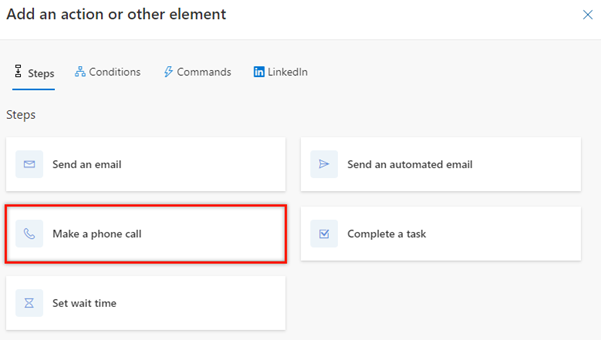 Add an action or other element
Steps
Conditions
Commands
LinkedIn
Steps
Send an email
Send an automated email
Make a phone call
Complete a task
Set wait time